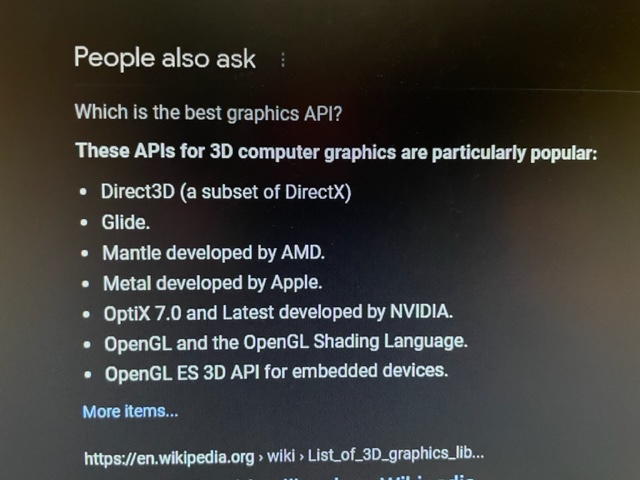 People also ask
Which is the best graphics API?
These APIs for 3D computer graphics are particularly popular:
• Direct3D (a subset of DirectX)
• Glide.
• Mantle developed by AMD.
• Metal developed by Apple.
• OptiX 7.0 and Latest developed by NVIDIA.
• OpenGL and the OpenGL Shading Language.
• OpenGL ES 3D API for embedded devices.
More items...
https://en.wikipedia.org › wiki › List_of_3D_graphics_lib...